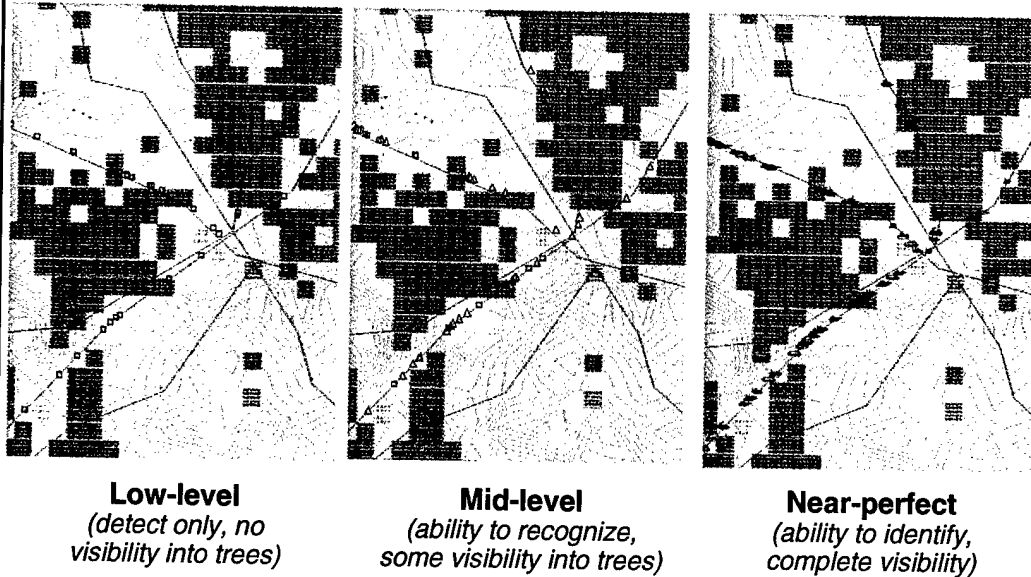 Low-level
(detect only, no
visibility into trees)
Mid-level
(ability to recognize,
some visibility into trees)
Near-perfect
(ability to identify,
complete visibility)